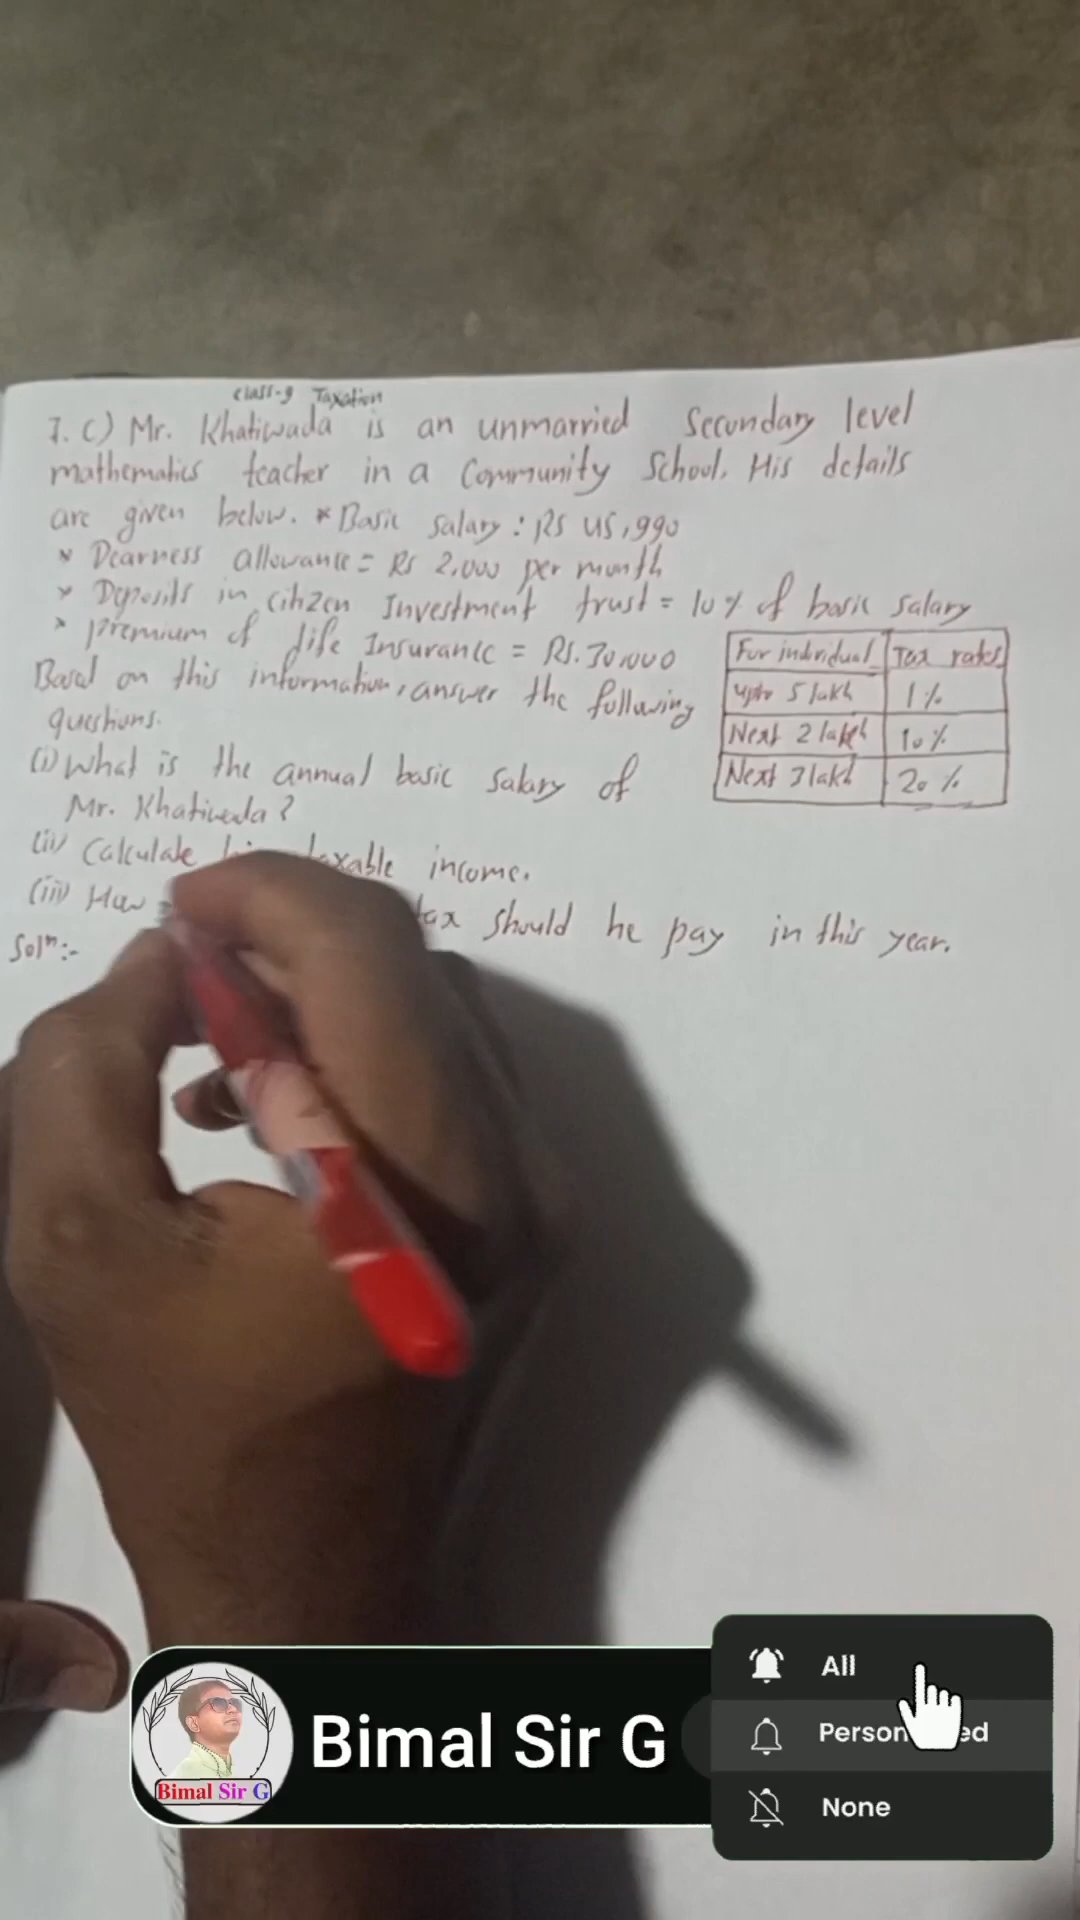 Class-9 Taxation
7. c) Mr. Khatiwada is an unmarried Secondary level
mathematics teacher in a Community School. His details
are given below. * Basic salary : Rs 45,990
* Dearness allowance = Rs 2,000 per month
* Deposits in citizen Investment trust = 10% of basic salary
* premium of life Insurance = Rs. 30,000
Based on this information, answer the following
questions.
For individual Tax rates
upto 5 lakh 1%
Next 2 lakh 10%
Next 3 lakh 20%
(i) What is the annual basic salary of
Mr. Khatiwada?
(ii) Calculate taxable income.
(iii) How tax should he pay in this year.
Solⁿ:-
Bimal Sir G
Bimal Sir G
All
None